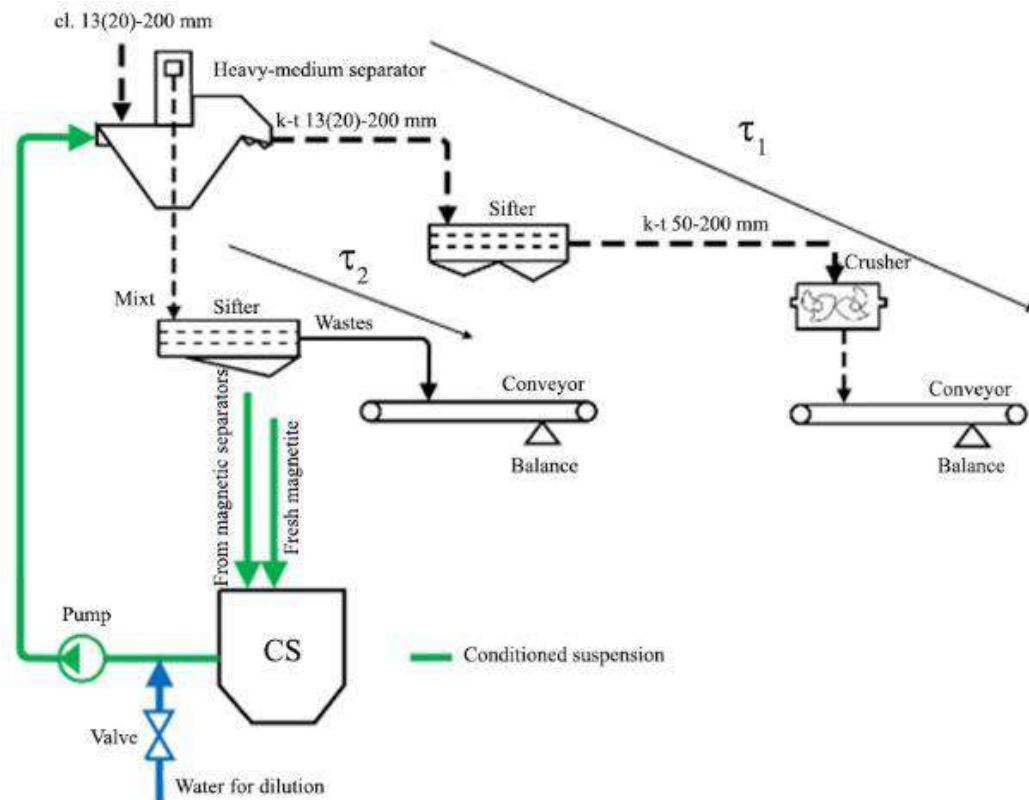 cl. 13(20)-200 mm
Heavy-medium separator
k-t 13(20)-200 mm
τ1
Sifter
k-t 50-200 mm
Crusher
τ2
Mixt
Sifter
Wastes
Conveyor
Balance
Conveyor
Balance
From magnetic separators
Fresh magnetite
Pump
CS
Conditioned suspension
Valve
Water for dilution